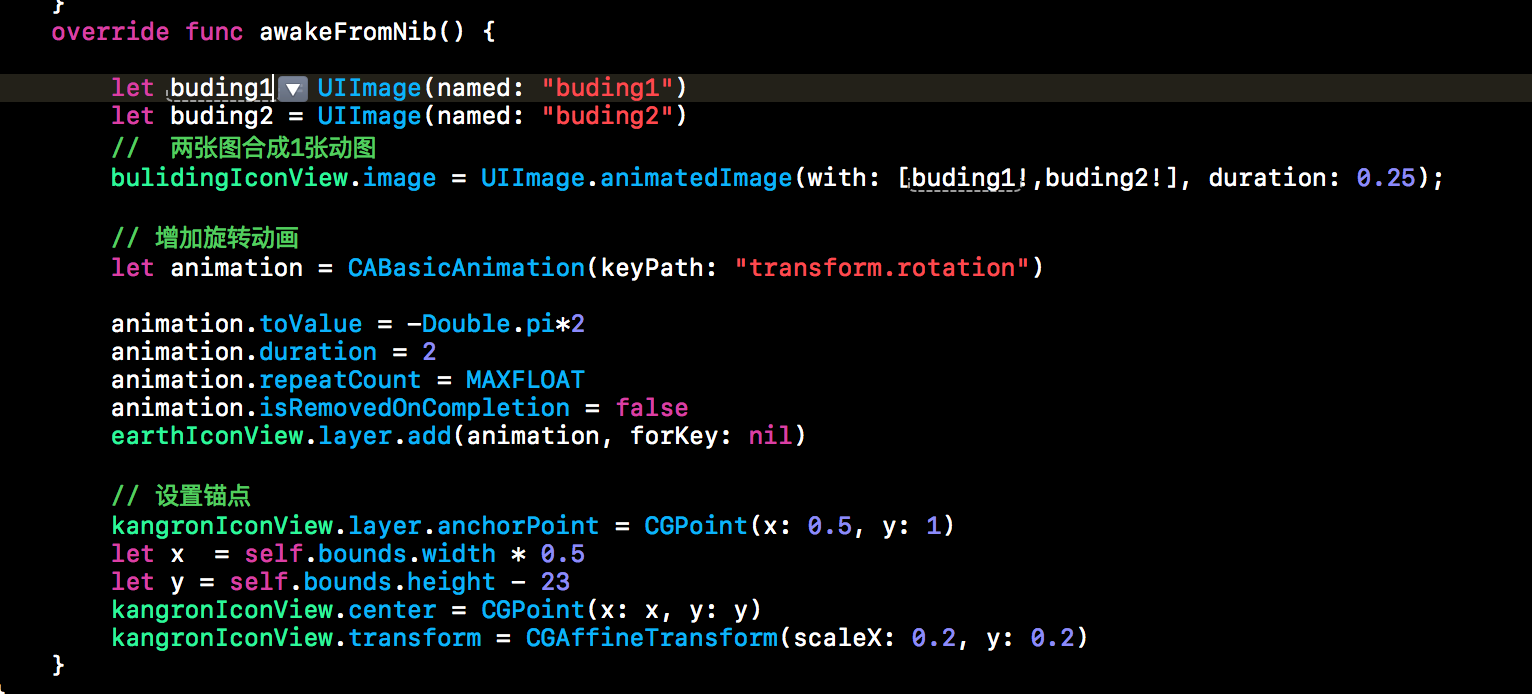 }
override func awakeFromNib() {
let buding1 = UIImage(named: "buding1")
let buding2 = UIImage(named: "buding2")
//  两张图合成1张动图
bulidingIconView.image = UIImage.animatedImage(with: [buding1!,buding2!], duration: 0.25);
// 增加旋转动画
let animation = CABasicAnimation(keyPath: "transform.rotation")
animation.toValue = -Double.pi*2
animation.duration = 2
animation.repeatCount = MAXFLOAT
animation.isRemovedOnCompletion = false
earthIconView.layer.add(animation, forKey: nil)
// 设置锚点
kangronIconView.layer.anchorPoint = CGPoint(x: 0.5, y: 1)
let x  = self.bounds.width * 0.5
let y = self.bounds.height - 23
kangronIconView.center = CGPoint(x: x, y: y)
kangronIconView.transform = CGAffineTransform(scaleX: 0.2, y: 0.2)
}